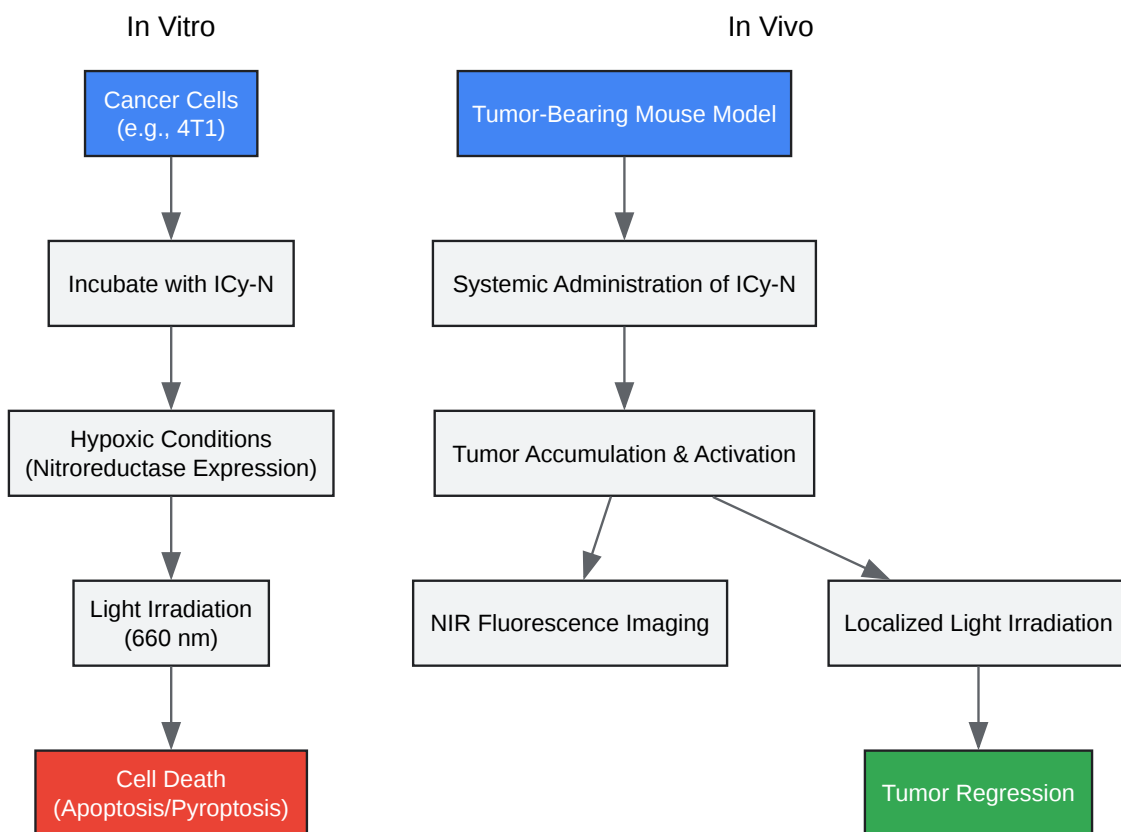 In Vitro
Cancer Cells
(e.g., 4T1)
Incubate with ICy-N
Hypoxic Conditions
(Nitroreductase Expression)
Light Irradiation
(660 nm)
Cell Death
(Apoptosis/Pyroptosis)
In Vivo
Tumor-Bearing Mouse Model
Systemic Administration of ICy-N
Tumor Accumulation & Activation
NIR Fluorescence Imaging
Localized Light Irradiation
Tumor Regression